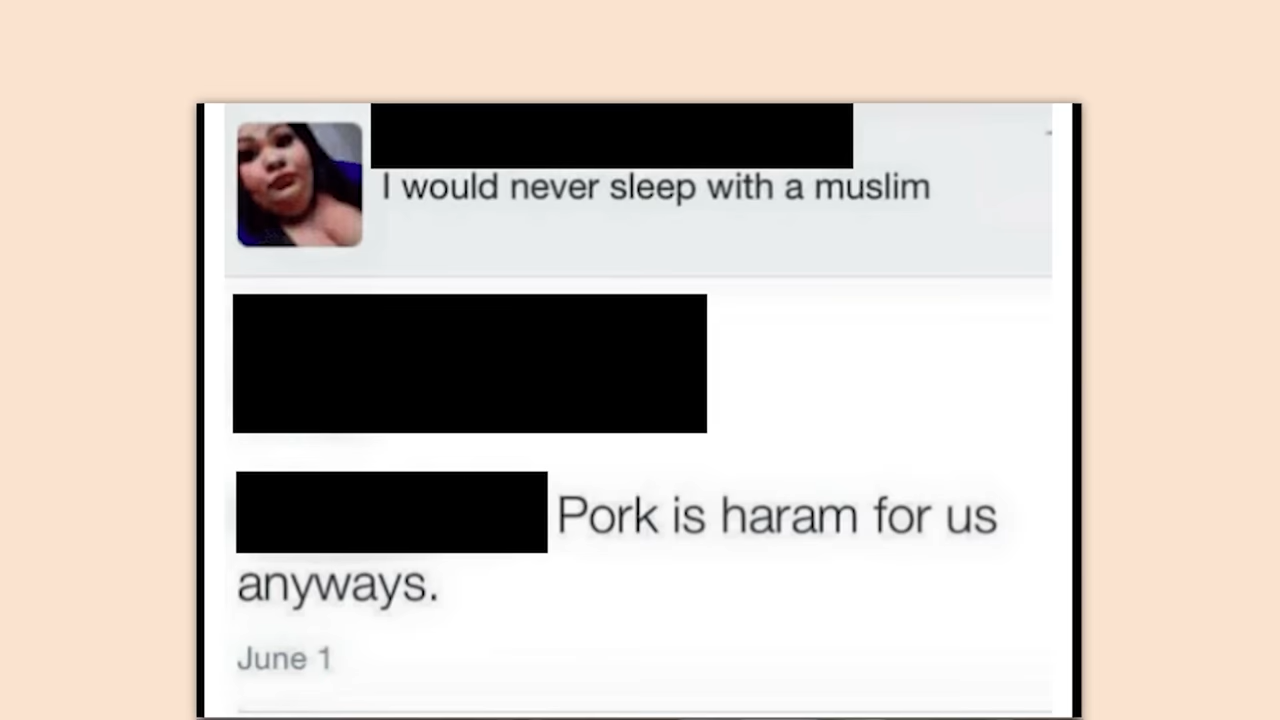 I would never sleep with a muslim
Pork is haram for us
anyways.
June 1